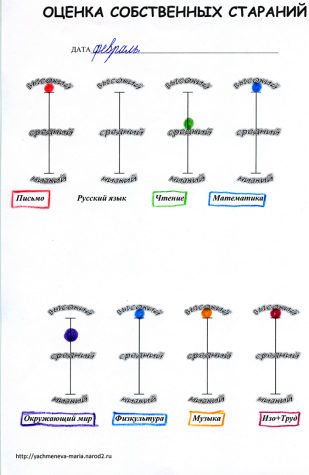 ОЦЕНКА СОБСТВЕННЫХ СТАРАНИЙ
ДАТА февраль
высокий высокий высокий высокий
средний средний средний средний
низкий низкий низкий низкий
Письмо Русский язык Чтение Математика
высокий высокий высокий высокий
средний средний средний средний
низкий низкий низкий низкий
Окружающий мир Физкультура Музыка Изо+Труд
http://yachmeneva-maria.narod2.ru